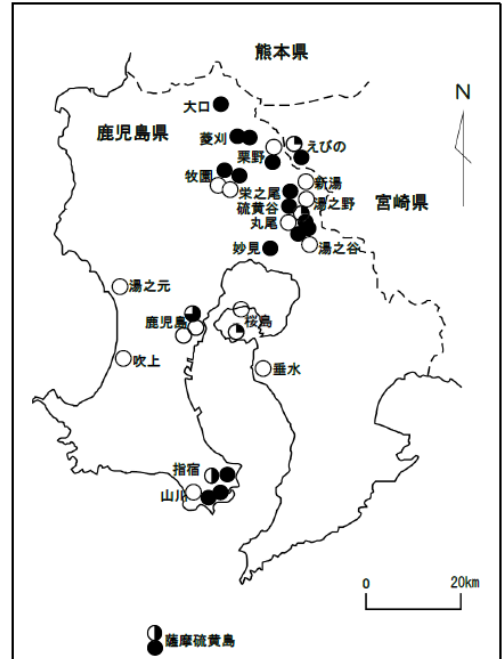 熊本県
N
大口
鹿児島県
菱刈
えびの
栗野
牧園
新湯
栄之尾
湯之野
硫黄谷
宮崎県
丸尾
妙見
湯之谷
湯之元
鹿児島
桜島
吹上
垂水
指宿
山川
0
20km
薩摩硫黄島